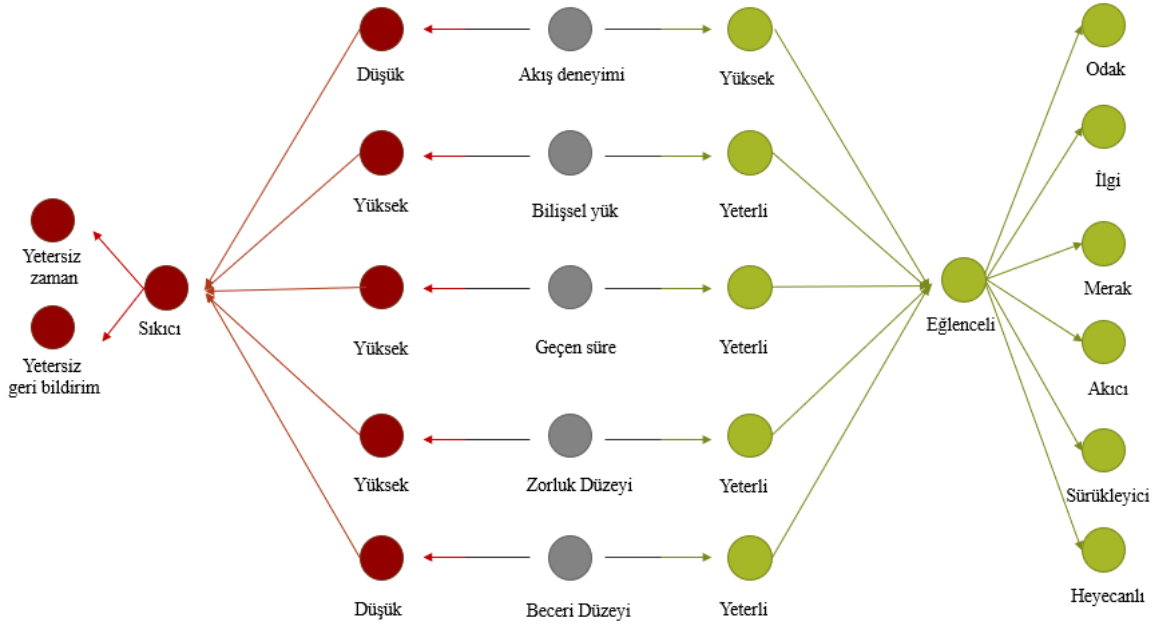 Düşük
Akış deneyimi
Yüksek
Odak
Yüksek
Bilişsel yük
Yeterli
İlgi
Yetersiz
zaman
Sıkıcı
Yetersiz
geri bildirim
Yüksek
Geçen süre
Yeterli
Eğlenceli
Merak
Akıcı
Yüksek
Zorluk Düzeyi
Yeterli
Sürükleyici
Düşük
Beceri Düzeyi
Yeterli
Heyecanlı